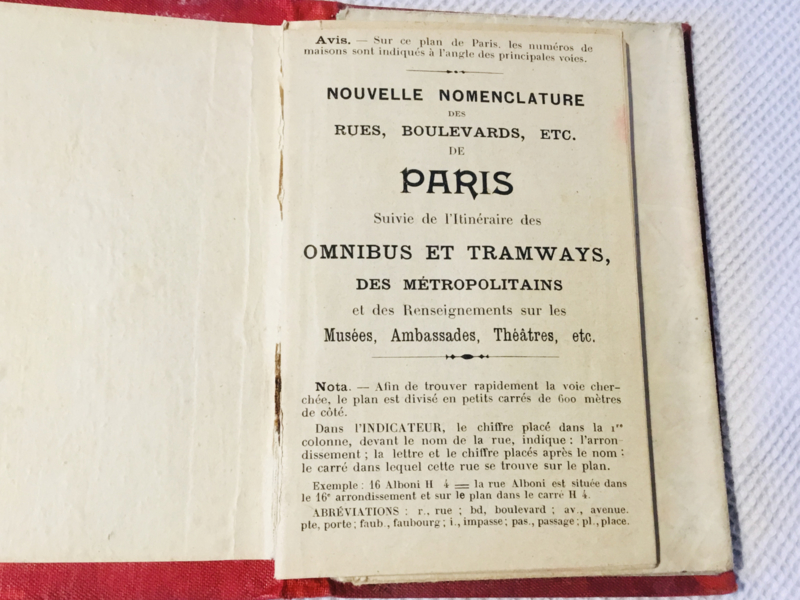 Avis. — Sur ce plan de Paris, les numéros de
maisons sont indiqués à l'angle des principales voies.
NOUVELLE NOMENCLATURE
DES
RUES, BOULEVARDS, ETC.
DE
PARIS
Suivie de l'Itinéraire des
OMNIBUS ET TRAMWAYS,
DES MÉTROPOLITAINS
et des Renseignements sur les
Musées, Ambassades, Théâtres, etc.
Nota. — Afin de trouver rapidement la voie cher-
chée, le plan est divisé en petits carrés de 600 mètres
de côté.
Dans l'INDICATEUR, le chiffre placé dans la 1re
colonne, devant le nom de la rue, indique : l'arron-
dissement ; la lettre et le chiffre placés après le nom :
le carré dans lequel cette rue se trouve sur le plan.
Exemple : 16 Alboni H 4 = la rue Alboni est située dans
le 16e arrondissement et sur le plan dans le carré H 4.
ABRÉVIATIONS : r., rue ; bd, boulevard ; av., avenue.
pte, porte ; faub., faubourg ; i., impasse ; pas., passage ; pl., place.